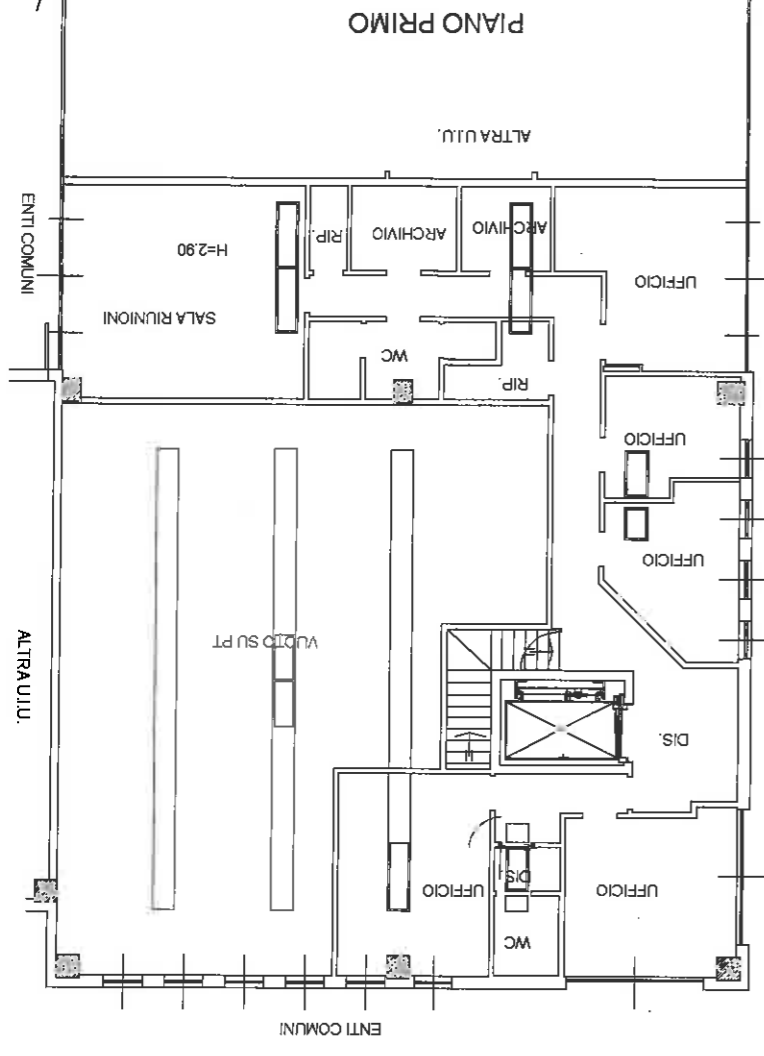 PIANO PRIMO
ALTRA U.I.U.
ENTI COMUNI
H=2.90
SALA RIUNIONI
RIP.
ARCHIVIO
ARCHIVIO
UFFICIO
WC
RIP.
UFFICIO
UFFICIO
VUOTO SU PT
ALTRA U.I.U.
DIS.
UFFICIO
DIS.
UFFICIO
WC
ENTI COMUNI